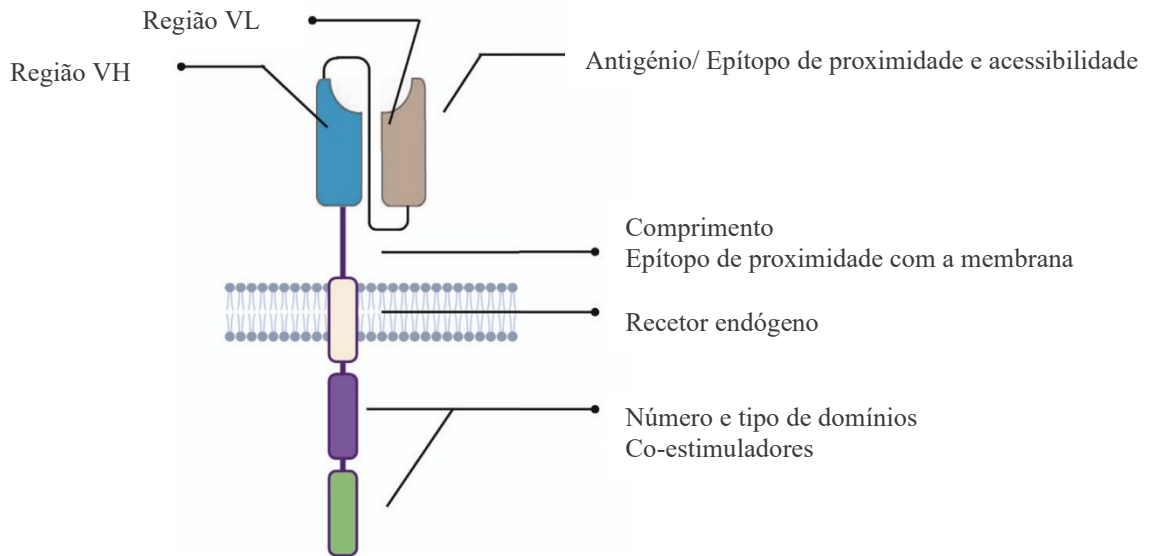 Região VL
Região VH
Antigénio/ Epítopo de proximidade e acessibilidade
Comprimento
Epítopo de proximidade com a membrana
Recetor endógeno
Número e tipo de domínios
Co-estimuladores